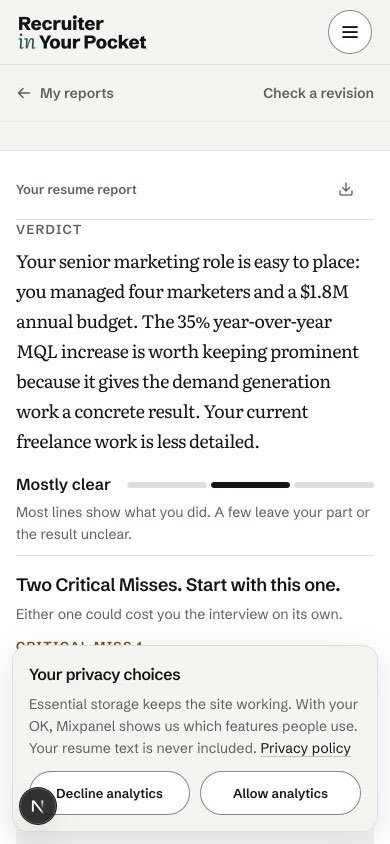 Recruiter
in Your Pocket
← My reports
Check a revision
Your resume report
VERDICT
Your senior marketing role is easy to place:
you managed four marketers and a $1.8M
annual budget. The 35% year-over-year
MQL increase is worth keeping prominent
because it gives the demand generation
work a concrete result. Your current
freelance work is less detailed.
Mostly clear
Most lines show what you did. A few leave your part or
the result unclear.
Two Critical Misses. Start with this one.
Either one could cost you the interview on its own.
CRITICAL MISS 1
Your privacy choices
Essential storage keeps the site working. With your
OK, Mixpanel shows us which features people use.
Your resume text is never included. Privacy policy
Decline analytics
Allow analytics
N